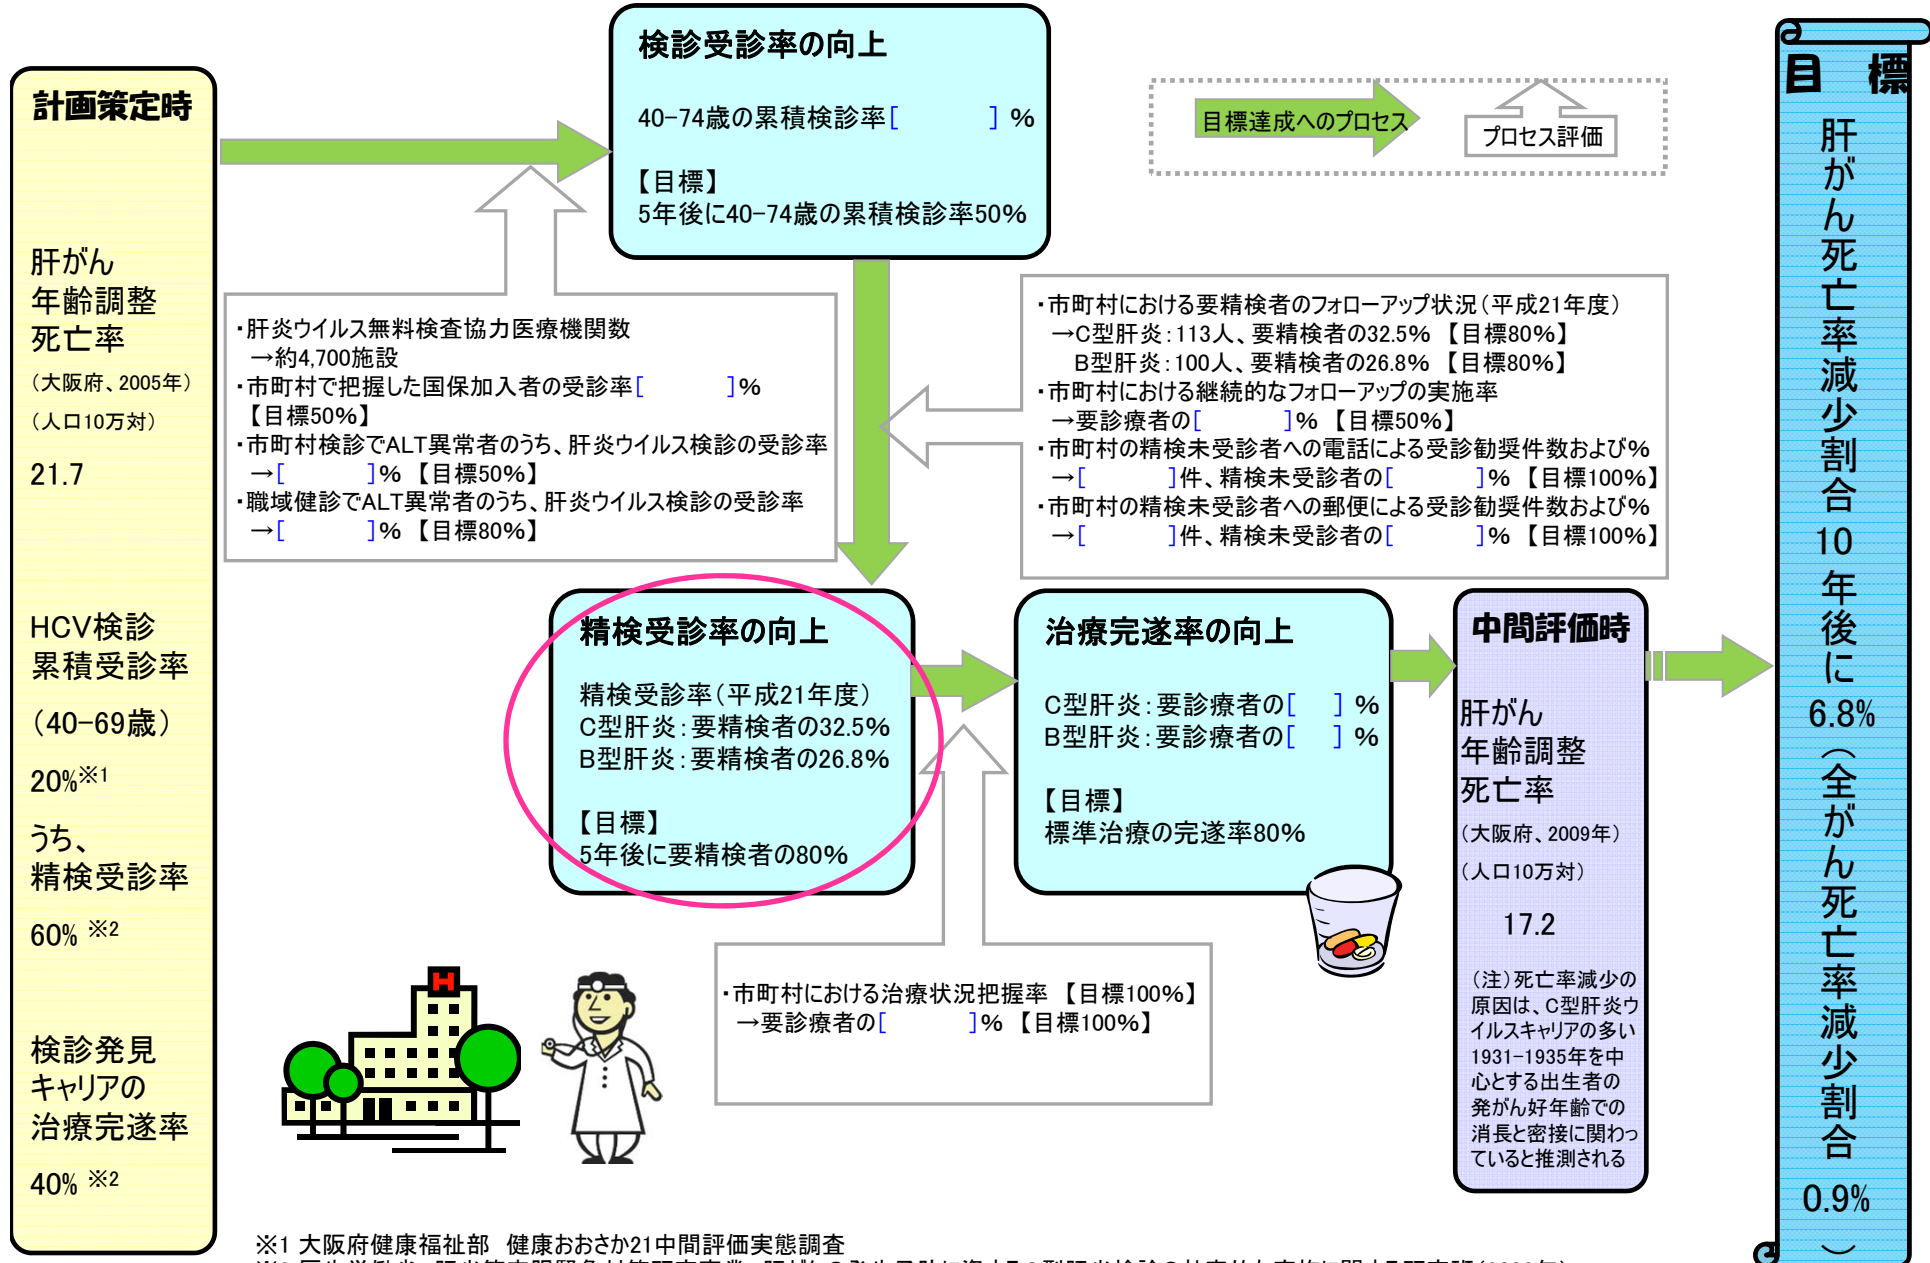 計画策定時
肝がん
年齢調整
死亡率
（大阪府、2005年）
（人口10万対）
21.7
HCV検診
累積受診率
（40-69歳）
20%※1
うち、
精検受診率
60% ※2
検診発見
キャリアの
治療完遂率
40% ※2
検診受診率の向上
40-74歳の累積検診率[　　　]％
【目標】
5年後に40-74歳の累積検診率50%
目標達成へのプロセス
プロセス評価
・肝炎ウイルス無料検査協力医療機関数
→約4,700施設
・市町村で把握した国保加入者の受診率[　　　]%
【目標50%】
・市町村検診でALT異常者のうち、肝炎ウイルス検診の受診率
→[　　　]% 【目標50%】
・職域健診でALT異常者のうち、肝炎ウイルス検診の受診率
→[　　　]% 【目標80%】
・市町村における要精検者のフォローアップ状況（平成21年度）
→C型肝炎：113人、要精検者の32.5% 【目標80%】
B型肝炎：100人、要精検者の26.8% 【目標80%】
・市町村における継続的なフォローアップの実施率
→要診療者の[　　　]% 【目標50%】
・市町村の精検未受診者への電話による受診勧奨件数および%
→[　　　]件、精検未受診者の[　　　]% 【目標100%】
・市町村の精検未受診者への郵便による受診勧奨件数および%
→[　　　]件、精検未受診者の[　　　]% 【目標100%】
精検受診率の向上
精検受診率（平成21年度）
C型肝炎：要精検者の32.5%
B型肝炎：要精検者の26.8%
【目標】
5年後に要精検者の80%
治療完遂率の向上
C型肝炎：要診療者の[　]％
B型肝炎：要診療者の[　]％
【目標】
標準治療の完遂率80%
・市町村における治療状況把握率 【目標100%】
→要診療者の[　　　]% 【目標100%】
H
中間評価時
肝がん
年齢調整
死亡率
（大阪府、2009年）
（人口10万対）
17.2
（注）死亡率減少の
原因は、C型肝炎ウ
イルスキャリアの多い
1931-1935年を中
心とする出生者の
発がん好年齢での
消長と密接に関わっ
ていると推測される
目　標
肝がん死亡率減少割合10年後に6.8%（全がん死亡率減少割合0.9%）
※1 大阪府健康福祉部　健康おおさか21中間評価実態調査